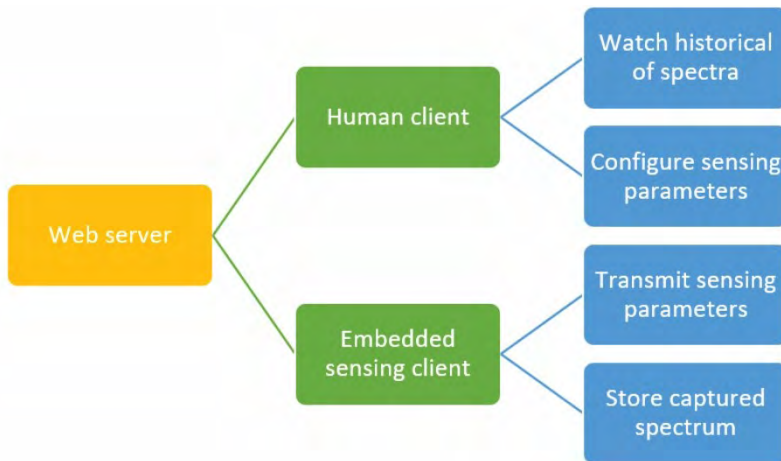 Watch historical
of spectra
Human client
Configure sensing
parameters
Web server
Transmit sensing
parameters
Embedded
sensing client
Store captured
spectrum